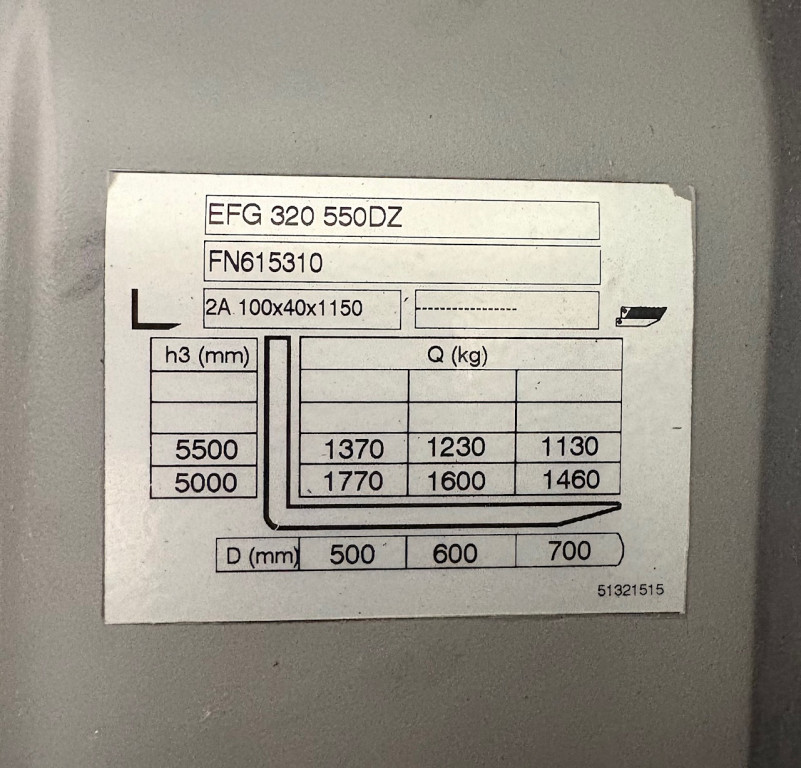 EFG 320 550DZ
FN615310
2A 100x40x1150 --------------------
h3 (mm) Q (kg)
5500 1370 1230 1130
5000 1770 1600 1460
D (mm) 500 600 700
51321515